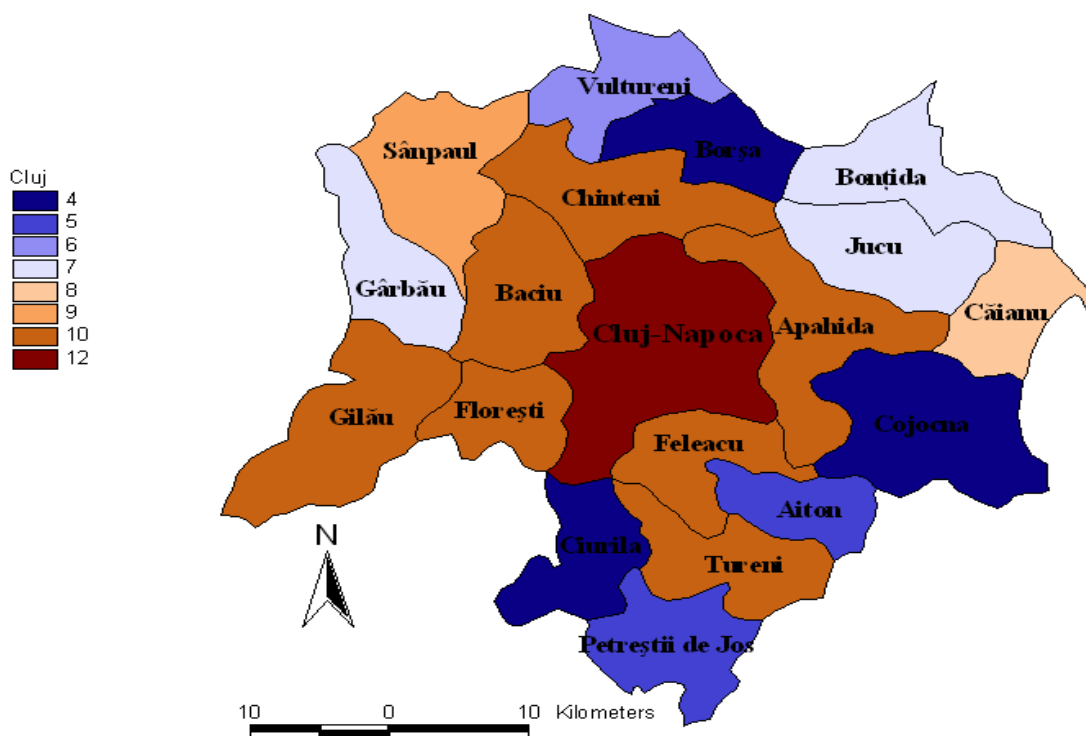 Vultureni
Sânpaul
Borșa
Cluj
4
5
6
7
8
9
10
12
Bonțida
Chinteni
Jucu
Gârbău
Baciu
Căianu
Cluj-Napoca
Apahida
Gilău
Florești
Cojocna
Feleacu
Aiton
N
Ciurila
Tureni
Petreștii de Jos
10 0 10 Kilometers